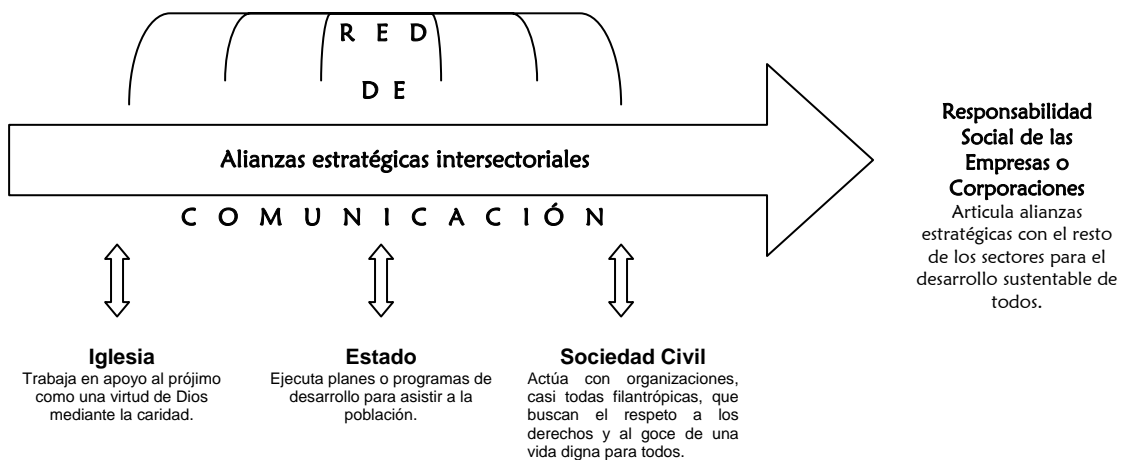 R E D
D E
Alianzas estratégicas intersectoriales
C O M U N I C A C I Ó N
Responsabilidad
Social de las
Empresas o
Corporaciones
Articula alianzas
estratégicas con el resto
de los sectores para el
desarrollo sustentable de
todos.
Iglesia
Trabaja en apoyo al prójimo
como una virtud de Dios
mediante la caridad.
Estado
Ejecuta planes o programas de
desarrollo para asistir a la
población.
Sociedad Civil
Actúa con organizaciones,
casi todas filantrópicas, que
buscan el respeto a los
derechos y al goce de una
vida digna para todos.